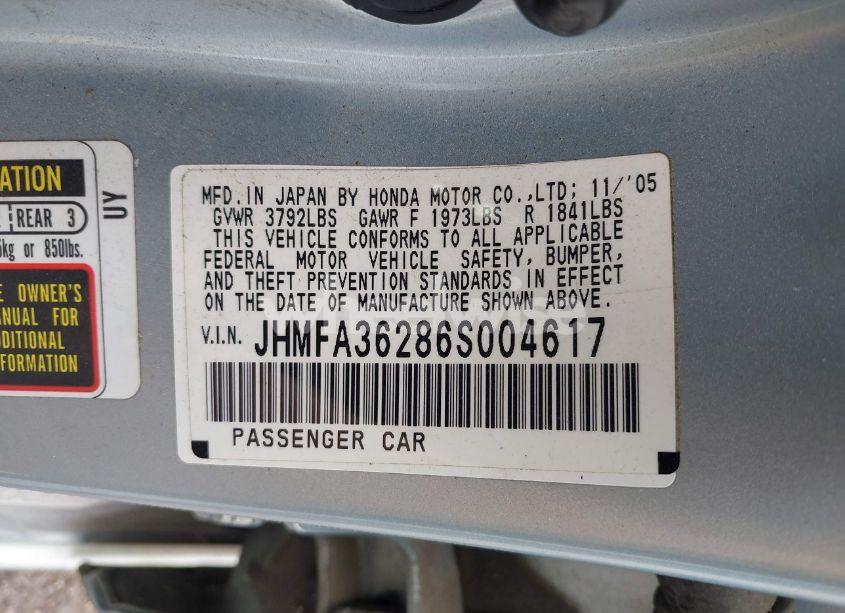 ATION
REAR 3
kg or 850lbs.
E OWNER'S
ANUAL FOR
DDITIONAL
FORMATION
UY
MFD.IN JAPAN BY HONDA MOTOR CO.,LTD; 11/'05
GVWR 3792LBS GAWR F 1973LBS R 1841LBS
THIS VEHICLE CONFORMS TO ALL APPLICABLE
FEDERAL MOTOR VEHICLE SAFETY, BUMPER,
AND THEFT PREVENTION STANDARDS IN EFFECT
ON THE DATE OF MANUFACTURE SHOWN ABOVE.
V.I.N. JHMFA36286S004617
PASSENGER CAR